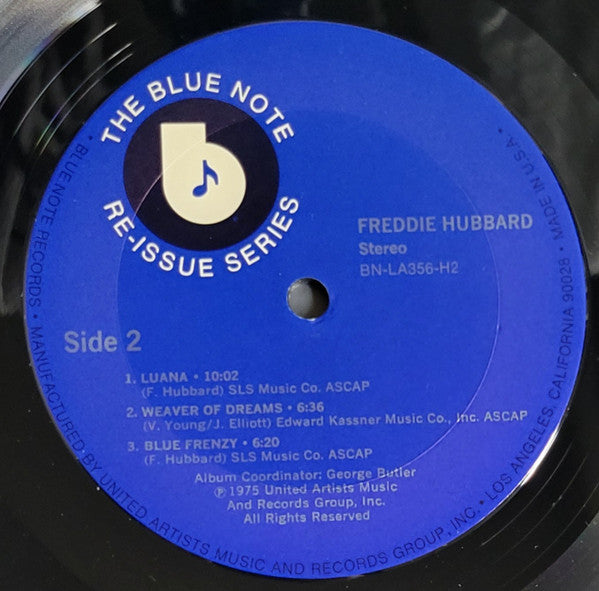 THE BLUE NOTE
RE-ISSUE SERIES
b
FREDDIE HUBBARD
Stereo
BN-LA356-H2
Side 2
1. LUANA • 10:02
(F. Hubbard) SLS Music Co. ASCAP
2. WEAVER OF DREAMS • 6:36
(V. Young/J. Elliott) Edward Kassner Music Co., Inc. ASCAP
3. BLUE FRENZY • 6:20
(F. Hubbard) SLS Music Co. ASCAP
Album Coordinator: George Butler
℗ 1975 United Artists Music
And Records Group, Inc.
All Rights Reserved
• BLUE NOTE RECORDS • MANUFACTURED BY UNITED ARTISTS MUSIC AND RECORDS GROUP, INC. • LOS ANGELES, CALIFORNIA 90028 • MADE IN U.S.A. •